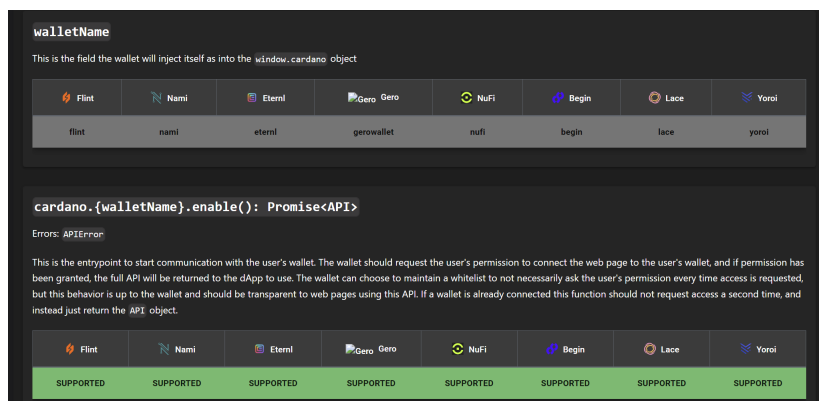 walletName
This is the field the wallet will inject itself as into the window.cardano object
Flint Nami Eternl Gero Gero NuFi Begin Lace Yoroi
flint nami eternl gerowallet nufi begin lace yoroi
cardano.{walletName}.enable(): Promise<API>
Errors: APIError
This is the entrypoint to start communication with the user's wallet. The wallet should request the user's permission to connect the web page to the user's wallet, and if permission has
been granted, the full API will be returned to the dApp to use. The wallet can choose to maintain a whitelist to not necessarily ask the user's permission every time access is requested,
but this behavior is up to the wallet and should be transparent to web pages using this API. If a wallet is already connected this function should not request access a second time, and
instead just return the API object.
Flint Nami Eternl Gero Gero NuFi Begin Lace Yoroi
SUPPORTED SUPPORTED SUPPORTED SUPPORTED SUPPORTED SUPPORTED SUPPORTED SUPPORTED